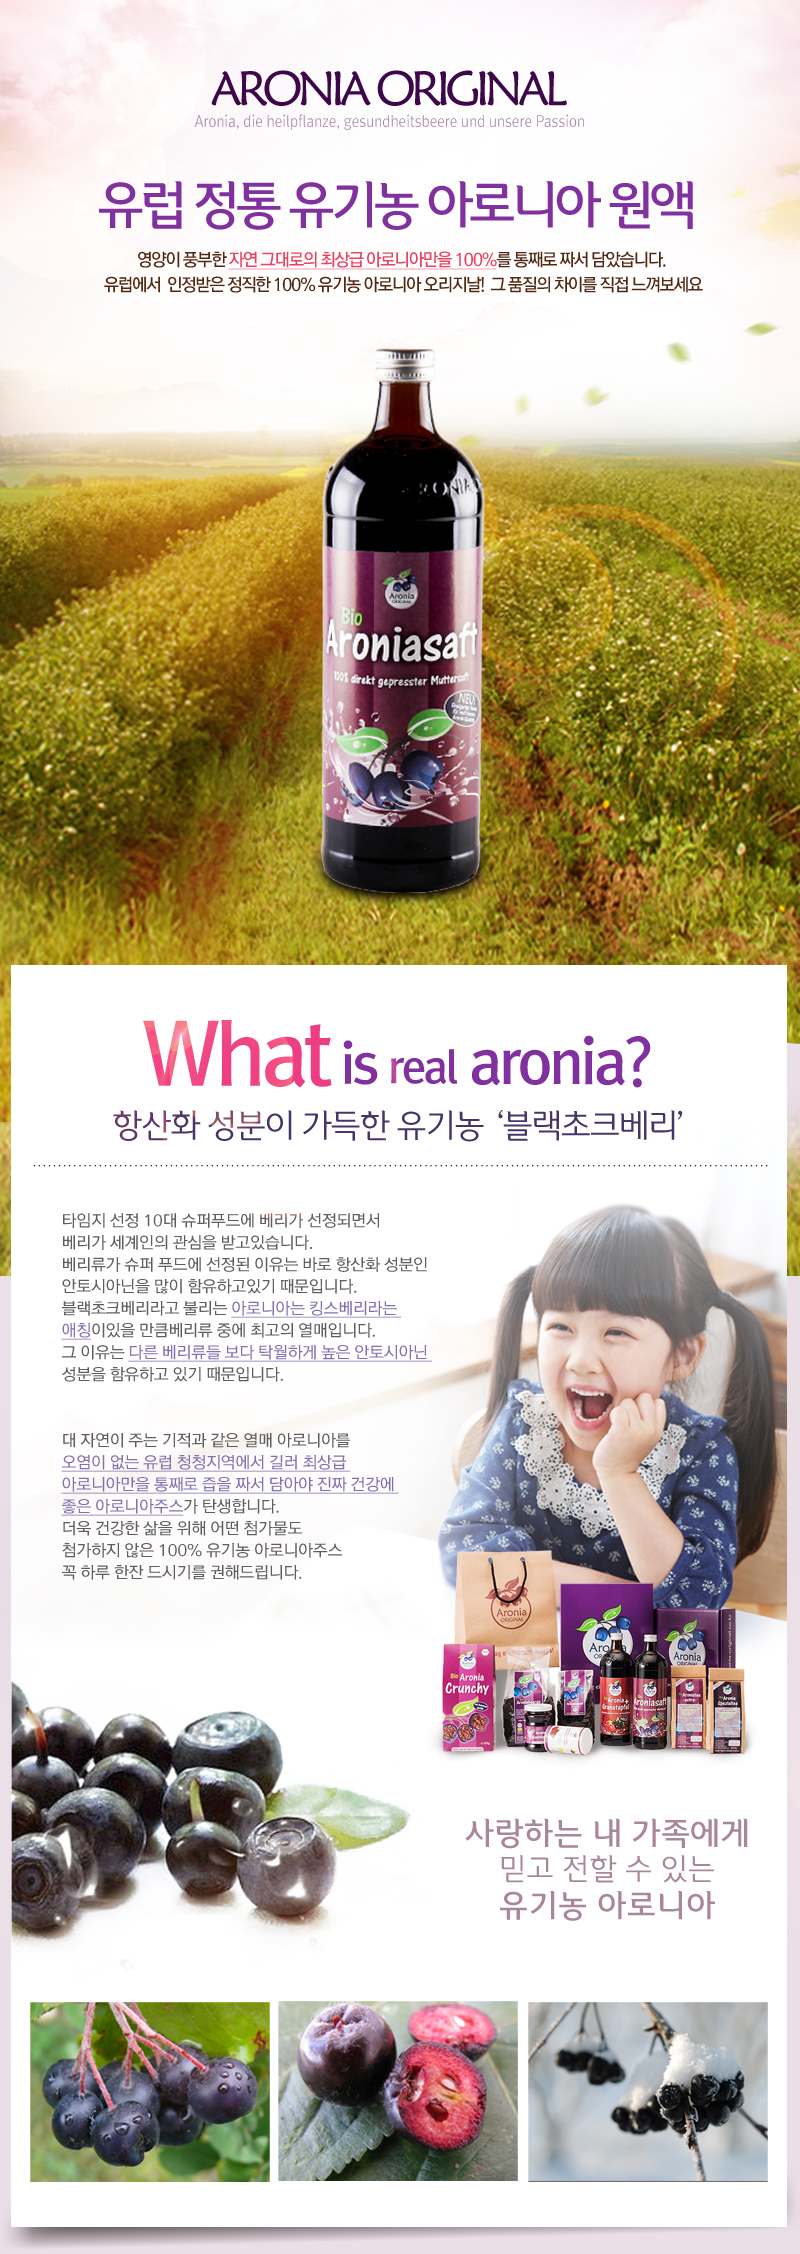 ARONIA ORIGINAL
Aronia, die heilpflanze, gesundheitsbeere und unsere Passion
유럽 정통 유기농 아로니아 원액
영양이 풍부한 자연 그대로의 최상급 아로니아만을 100%를 통째로 짜서 담았습니다.
유럽에서 인정받은 정직한 100% 유기농 아로니아 오리지날! 그 품질의 차이를 직접 느껴보세요
Aronia
ORIGINAL
Bio
Aroniasaft
100% direkt gepresster Muttersaft
NEU!
What is real aronia?
항산화 성분이 가득한 유기농 ‘블랙초크베리’
타임지 선정 10대 슈퍼푸드에 베리가 선정되면서
베리가 세계인의 관심을 받고있습니다.
베리류가 슈퍼 푸드에 선정된 이유는 바로 항산화 성분인
안토시아닌을 많이 함유하고있기 때문입니다.
블랙초크베리라고 불리는 아로니아는 킹스베리라는
애칭이있을 만큼베리류 중에 최고의 열매입니다.
그 이유는 다른 베리류들 보다 탁월하게 높은 안토시아닌
성분을 함유하고 있기 때문입니다.
대 자연이 주는 기적과 같은 열매 아로니아를
오염이 없는 유럽 청청지역에서 길러 최상급
아로니아만을 통째로 즙을 짜서 담아야 진짜 건강에
좋은 아로니아주스가 탄생합니다.
더욱 건강한 삶을 위해 어떤 첨가물도
첨가하지 않은 100% 유기농 아로니아주스
꼭 하루 한잔 드시기를 권해드립니다.
Aronia
ORIGINAL
Aronia
ORIGINAL
Bio Aronia
Crunchy
Aronia+
Granatapfel
Aroniasaft
사랑하는 내 가족에게
믿고 전할 수 있는
유기농 아로니아